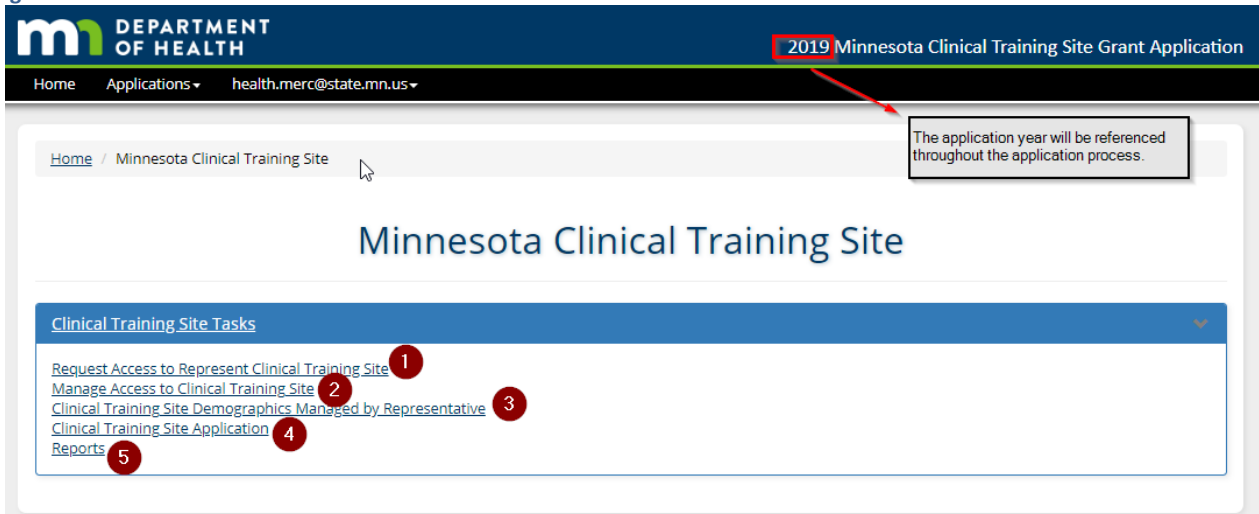 DEPARTMENT
OF HEALTH
2019 Minnesota Clinical Training Site Grant Application
Home Applications health.merc@state.mn.us
The application year will be referenced
throughout the application process.
Home / Minnesota Clinical Training Site
Minnesota Clinical Training Site
Clinical Training Site Tasks
Request Access to Represent Clinical Training Site 1
Manage Access to Clinical Training Site 2
Clinical Training Site Demographics Managed by Representative 3
Clinical Training Site Application 4
Reports 5